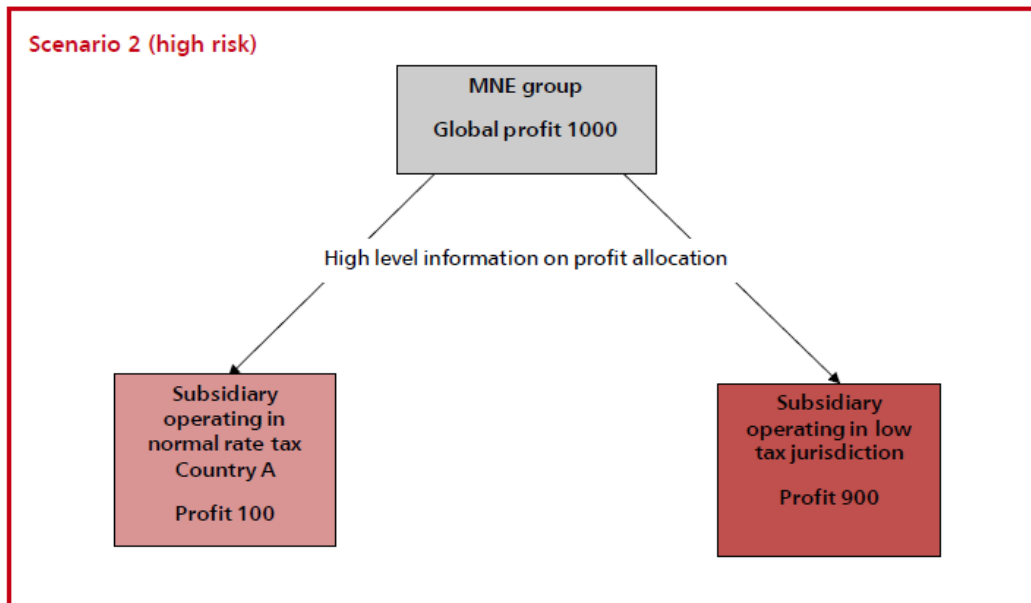 Scenario 2 (high risk)
MNE group
Global profit 1000
High level information on profit allocation
Subsidiary
operating in
normal rate tax
Country A
Profit 100
Subsidiary
operating in low
tax jurisdiction
Profit 900